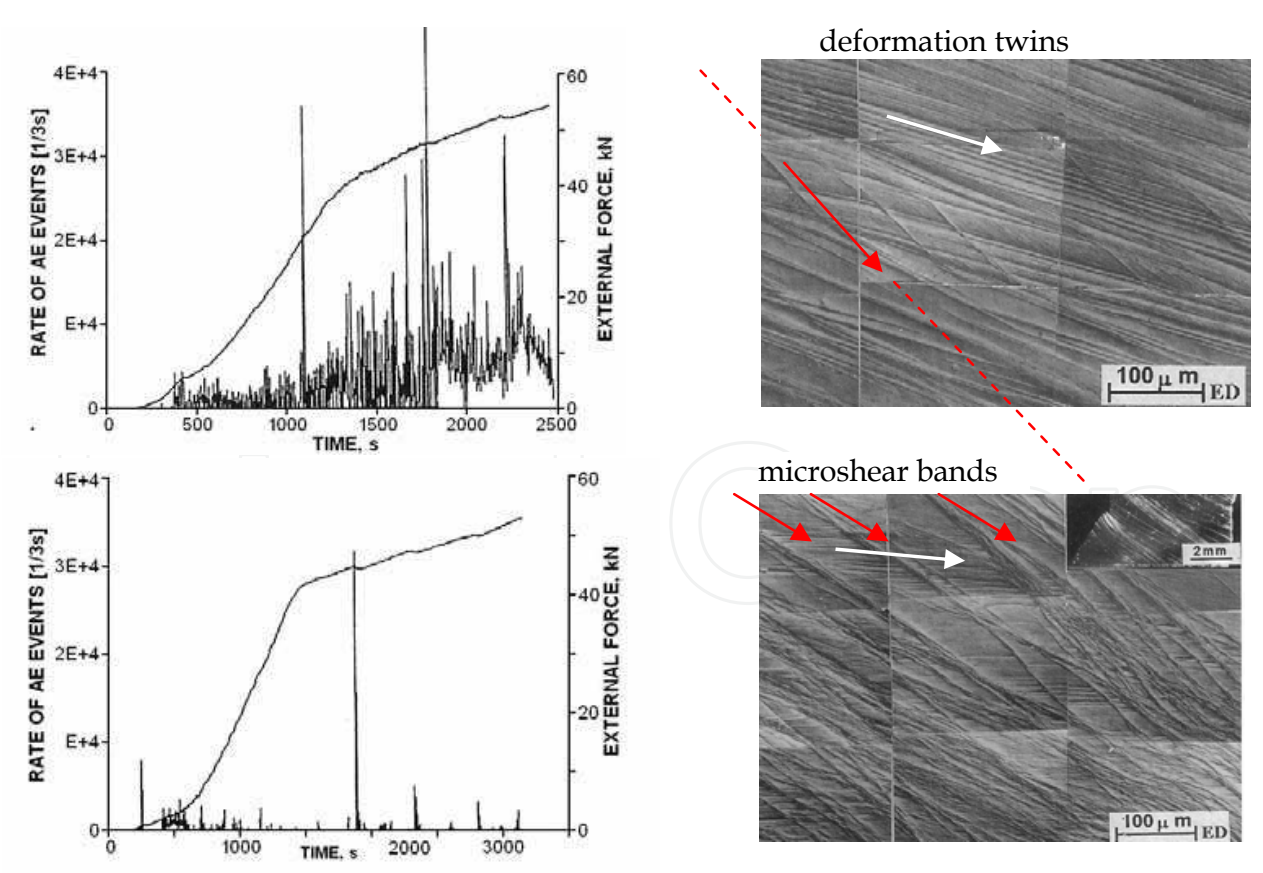 deformation twins
4E+4
3E+4
2E+4
E+4
0
RATE OF AE EVENTS [1/3s]
60
40
20
0
EXTERNAL FORCE, kN
0 500 1000 1500 2000 2500
TIME, s
100 μ m ED
microshear bands
4E+4
3E+4
2E+4
E+4
0
RATE OF AE EVENTS [1/3s]
60
40
20
0
EXTERNAL FORCE, kN
0 1000 2000 3000
TIME, s
2mm
100 μ m ED